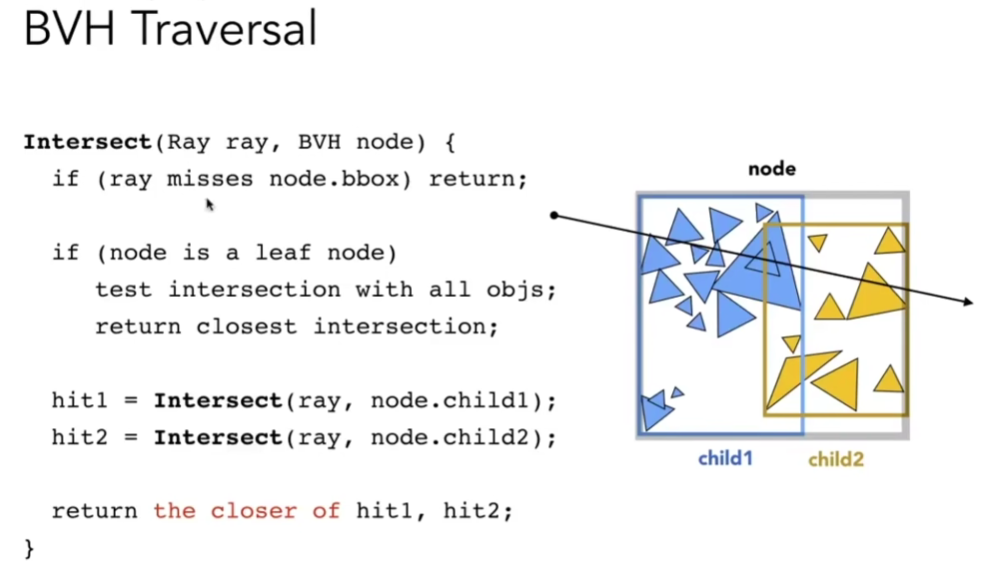 BVH Traversal
Intersect(Ray ray, BVH node) {
if (ray misses node.bbox) return;
if (node is a leaf node)
test intersection with all objs;
return closest intersection;
hit1 = Intersect(ray, node.child1);
hit2 = Intersect(ray, node.child2);
return the closer of hit1, hit2;
}
node
child1 child2